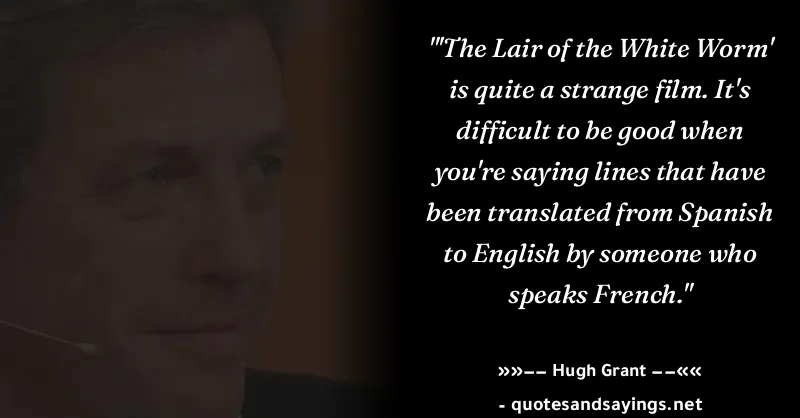 "'The Lair of the White Worm'
is quite a strange film. It's
difficult to be good when
you're saying lines that have
been translated from Spanish
to English by someone who
speaks French."
»»–– Hugh Grant ––««
- quotesandsayings.net